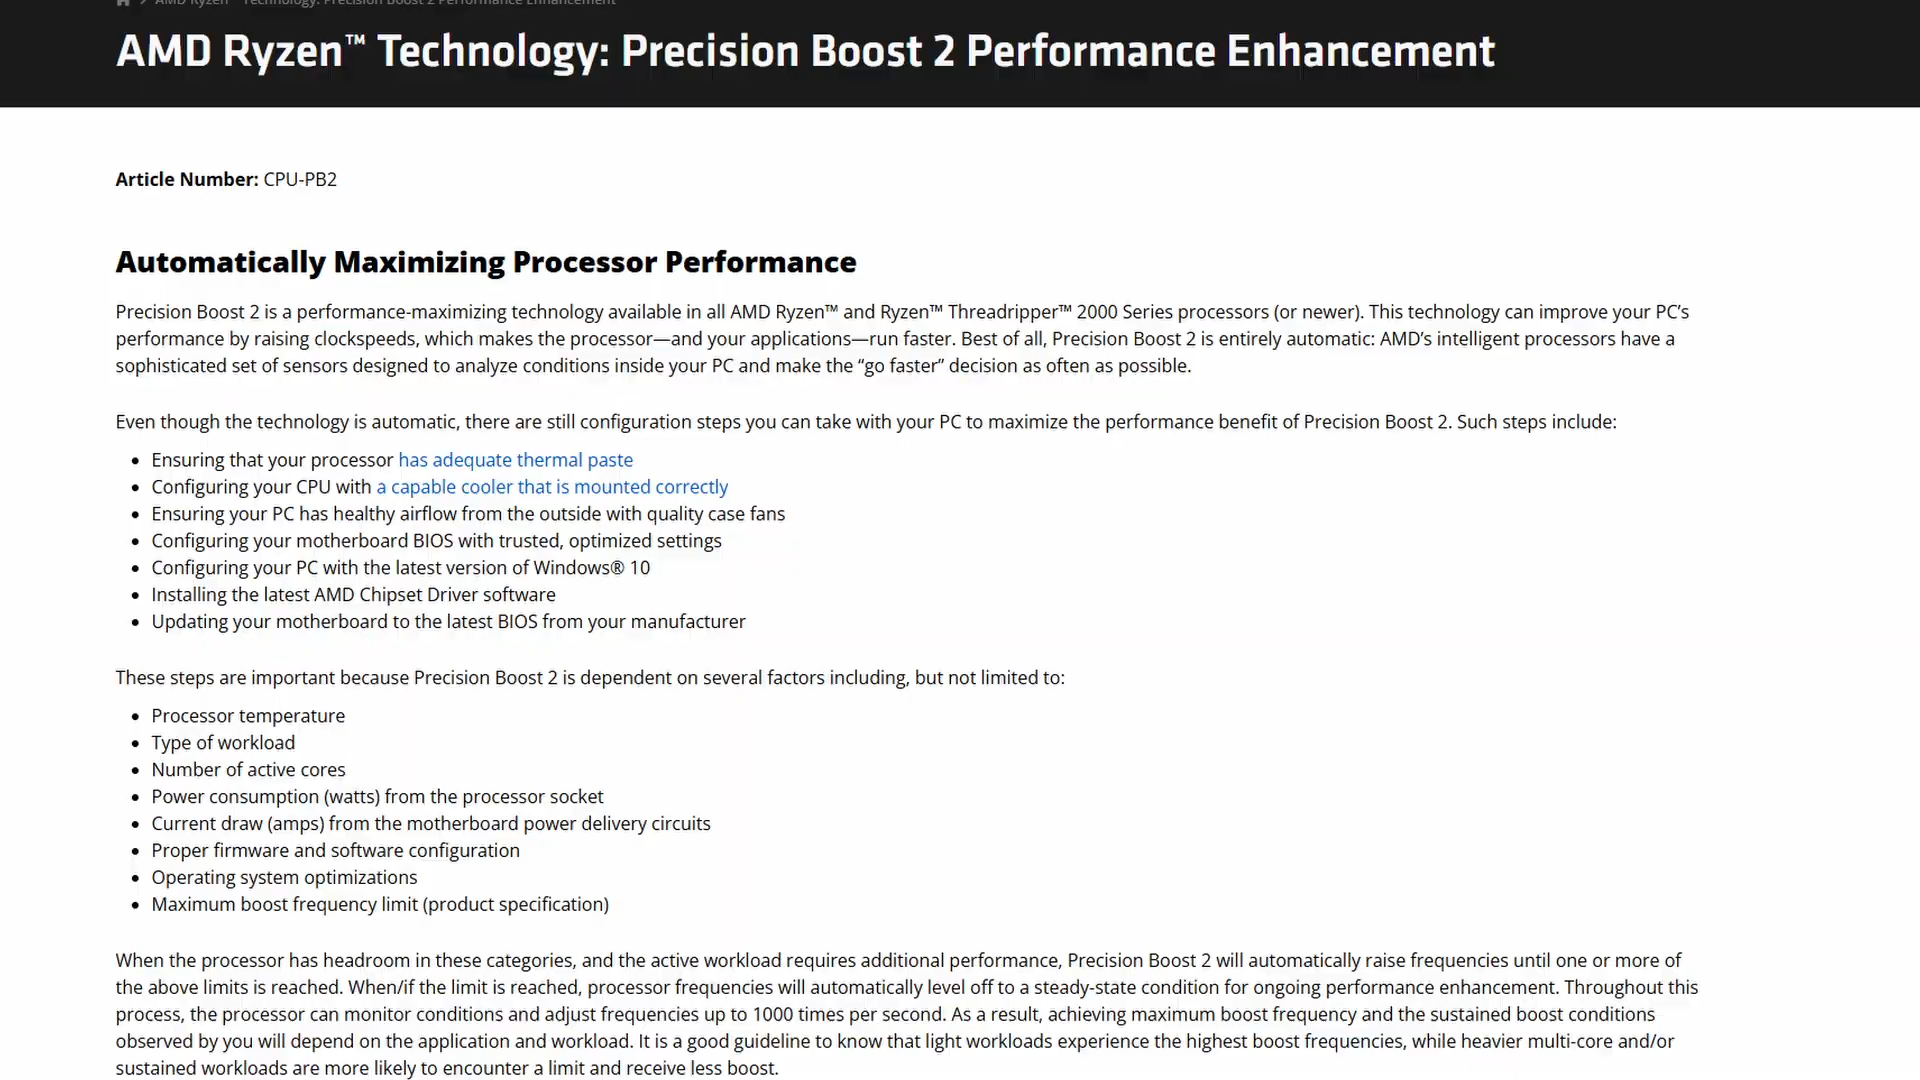 AMD Ryzen™ Technology: Precision Boost 2 Performance Enhancement
AMD Ryzen™ Technology: Precision Boost 2 Performance Enhancement
Article Number: CPU-PB2
Automatically Maximizing Processor Performance
Precision Boost 2 is a performance-maximizing technology available in all AMD Ryzen™ and Ryzen™ Threadripper™ 2000 Series processors (or newer). This technology can improve your PC’s
performance by raising clockspeeds, which makes the processor—and your applications—run faster. Best of all, Precision Boost 2 is entirely automatic: AMD’s intelligent processors have a
sophisticated set of sensors designed to analyze conditions inside your PC and make the “go faster” decision as often as possible.
Even though the technology is automatic, there are still configuration steps you can take with your PC to maximize the performance benefit of Precision Boost 2. Such steps include:
• Ensuring that your processor has adequate thermal paste
• Configuring your CPU with a capable cooler that is mounted correctly
• Ensuring your PC has healthy airflow from the outside with quality case fans
• Configuring your motherboard BIOS with trusted, optimized settings
• Configuring your PC with the latest version of Windows® 10
• Installing the latest AMD Chipset Driver software
• Updating your motherboard to the latest BIOS from your manufacturer
These steps are important because Precision Boost 2 is dependent on several factors including, but not limited to:
• Processor temperature
• Type of workload
• Number of active cores
• Power consumption (watts) from the processor socket
• Current draw (amps) from the motherboard power delivery circuits
• Proper firmware and software configuration
• Operating system optimizations
• Maximum boost frequency limit (product specification)
When the processor has headroom in these categories, and the active workload requires additional performance, Precision Boost 2 will automatically raise frequencies until one or more of
the above limits is reached. When/if the limit is reached, processor frequencies will automatically level off to a steady-state condition for ongoing performance enhancement. Throughout this
process, the processor can monitor conditions and adjust frequencies up to 1000 times per second. As a result, achieving maximum boost frequency and the sustained boost conditions
observed by you will depend on the application and workload. It is a good guideline to know that light workloads experience the highest boost frequencies, while heavier multi-core and/or
sustained workloads are more likely to encounter a limit and receive less boost.